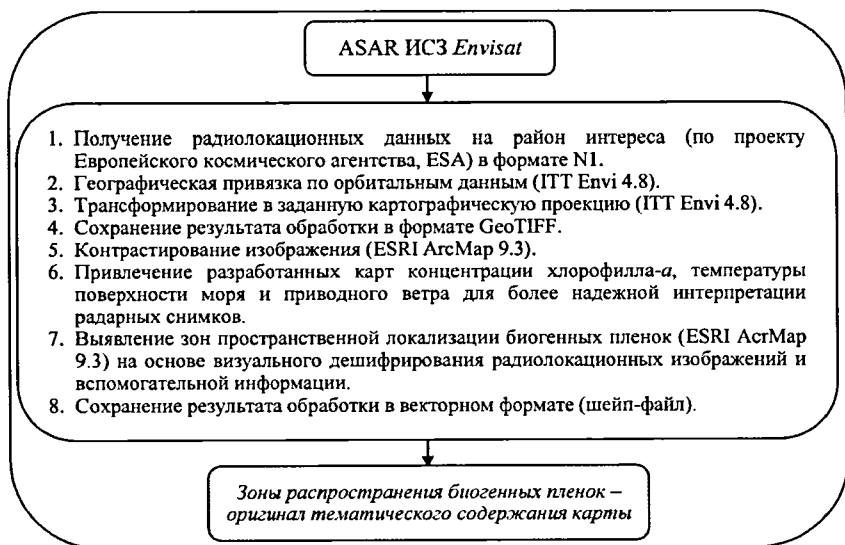 ASAR ИСЗ Envisat
1. Получение радиолокационных данных на район интереса (по проекту
Европейского космического агентства, ESA) в формате N1.
2. Географическая привязка по орбитальным данным (ITT Envi 4.8).
3. Трансформирование в заданную картографическую проекцию (ITT Envi 4.8).
4. Сохранение результата обработки в формате GeoTIFF.
5. Контрастирование изображения (ESRI ArcMap 9.3).
6. Привлечение разработанных карт концентрации хлорофилла-а, температуры
поверхности моря и приводного ветра для более надежной интерпретации
радарных снимков.
7. Выявление зон пространственной локализации биогенных пленок (ESRI AcrMap
9.3) на основе визуального дешифрирования радиолокационных изображений и
вспомогательной информации.
8. Сохранение результата обработки в векторном формате (шейп-файл).
Зоны распространения биогенных пленок –
оригинал тематического содержания карты